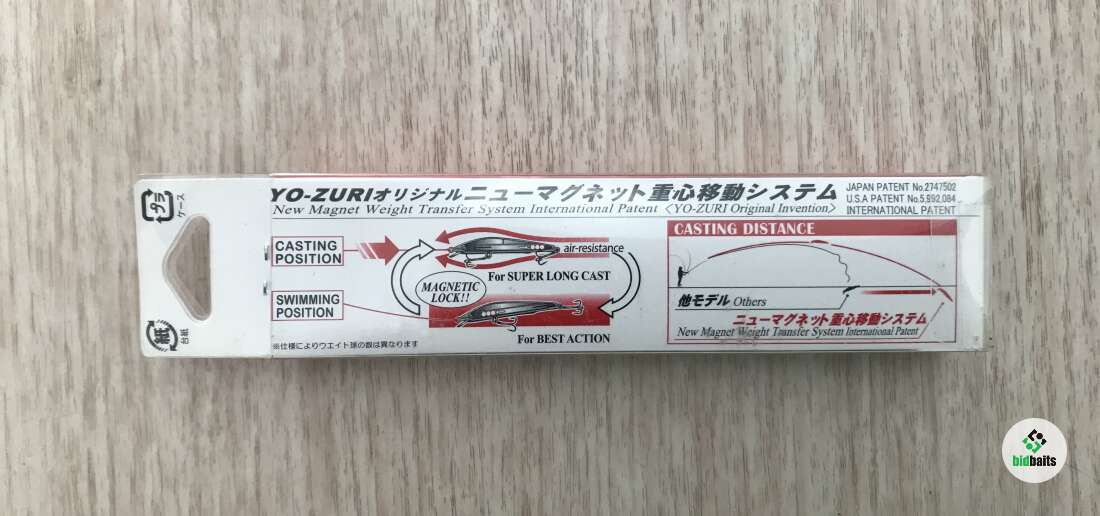 YO-ZURIオリジナルニューマグネット重心移動システム
New Magnet Weight Transfer System International Patent <YO-ZURI Original Invention>
JAPAN PATENT No.2747502
U.S.A PATENT No.5,892,084
INTERNATIONAL PATENT
プラ
ケース
CASTING
POSITION
air-resistance
For SUPER LONG CAST
MAGNETIC
LOCK!!
SWIMMING
POSITION
For BEST ACTION
※仕様によりウエイト球の数は異なります
紙
台紙
CASTING DISTANCE
他モデル Others
ニューマグネット重心移動システム
New Magnet Weight Transfer System International Patent
bidbaits